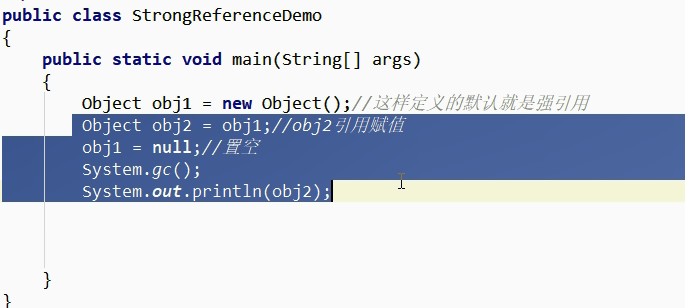 public class StrongReferenceDemo
{
public static void main(String[] args)
{
Object obj1 = new Object();//这样定义的默认就是强引用
Object obj2 = obj1;//obj2引用赋值
obj1 = null;//置空
System.gc();
System.out.println(obj2);
}
}